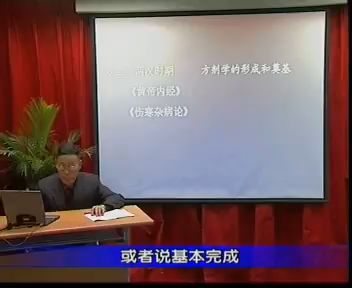 两汉时期 方剂学的形成和奠基
《黄帝内经》
《伤寒杂病论》
或者说基本完成